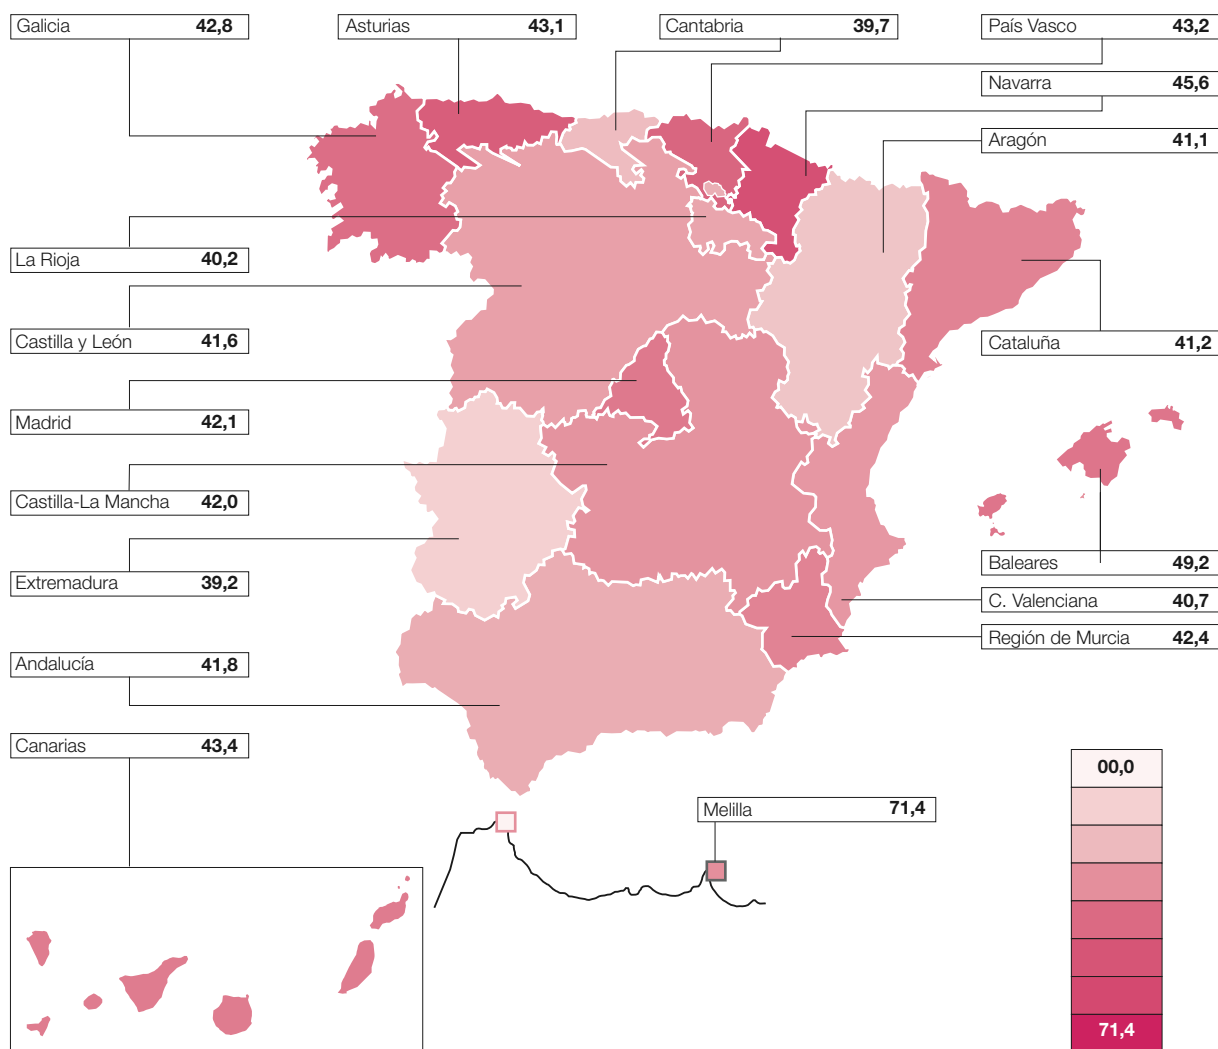 Galicia 42,8
Asturias 43,1
Cantabria 39,7
País Vasco 43,2
Navarra 45,6
Aragón 41,1
La Rioja 40,2
Castilla y León 41,6
Cataluña 41,2
Madrid 42,1
Castilla-La Mancha 42,0
Extremadura 39,2
Baleares 49,2
C. Valenciana 40,7
Región de Murcia 42,4
Andalucía 41,8
Canarias 43,4
00,0
Melilla 71,4
71,4